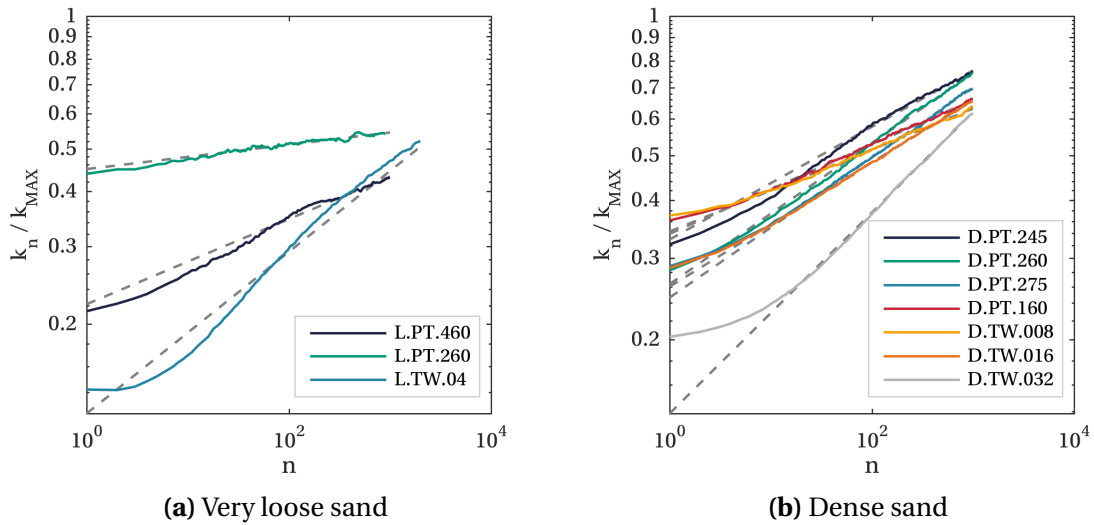 1
0.9
0.8
0.7
0.6
0.5
0.4
0.3
0.2
k_n / k_MAX
L.PT.460
L.PT.260
L.TW.04
10^0
10^2
10^4
n
(a) Very loose sand
1
0.9
0.8
0.7
0.6
0.5
0.4
0.3
0.2
k_n / k_MAX
D.PT.245
D.PT.260
D.PT.275
D.PT.160
D.TW.008
D.TW.016
D.TW.032
10^0
10^2
10^4
n
(b) Dense sand